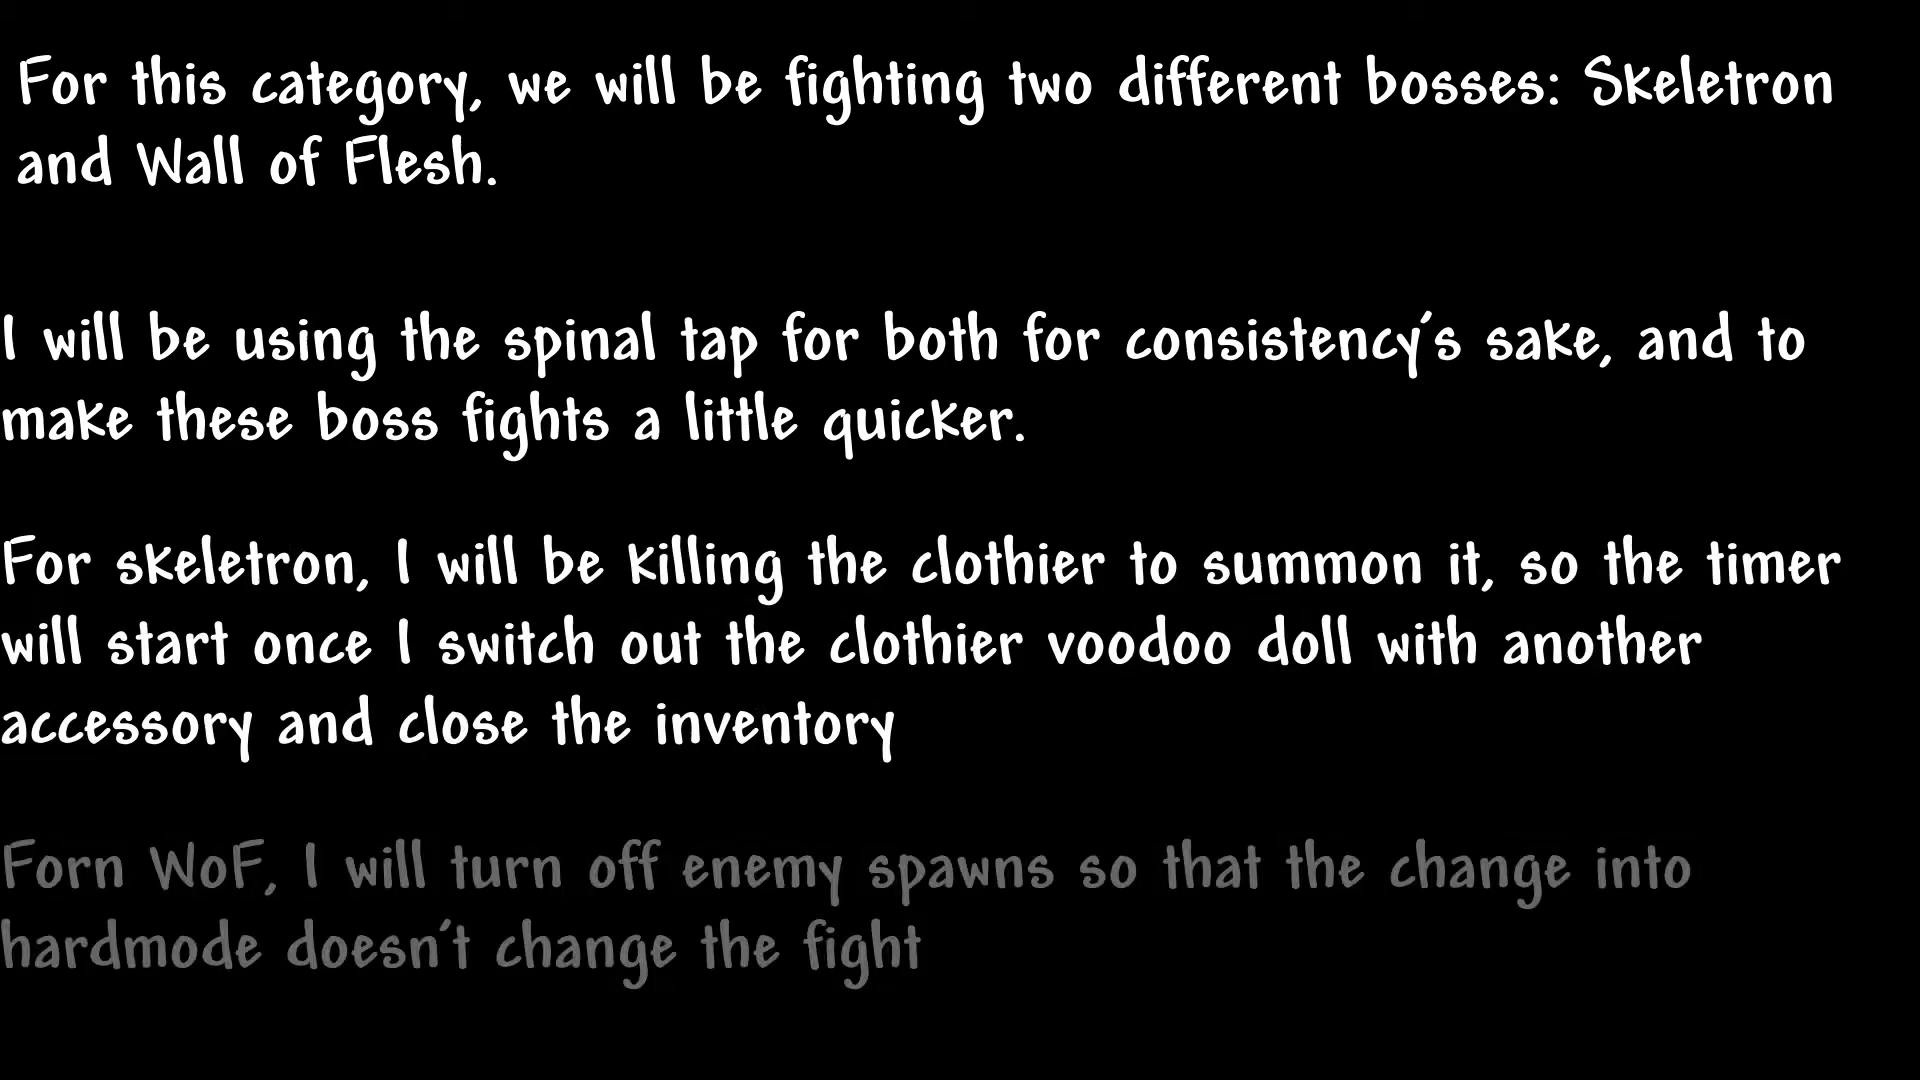 For this category, we will be fighting two different bosses: Skeletron
and Wall of Flesh.
I will be using the spinal tap for both for consistency's sake, and to
make these boss fights a little quicker.
For skeletron, I will be killing the clothier to summon it, so the timer
will start once I switch out the clothier voodoo doll with another
accessory and close the inventory
Forn WoF, I will turn off enemy spawns so that the change into
hardmode doesn't change the fight